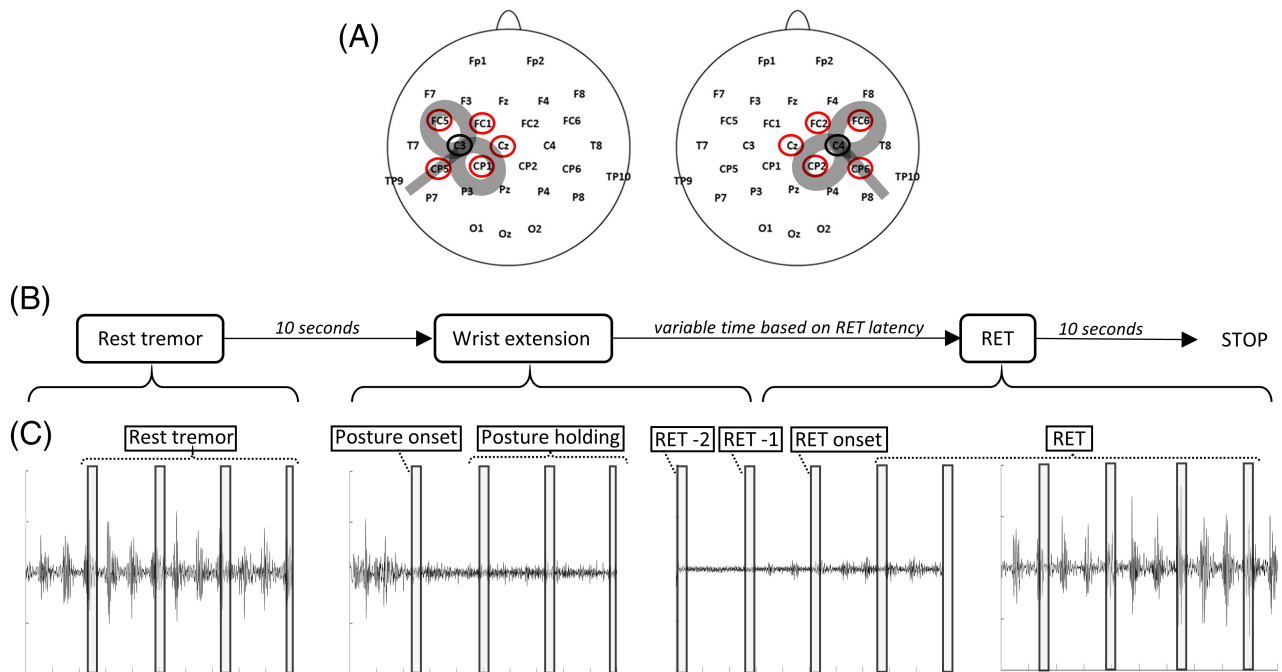 (A)
Fp1 Fp2 Fp1 Fp2
F7 F3 Fz F4 F8 F7 F3 Fz F4 F8
FC5 FC1 FC2 FC6 FC5 FC1 FC2 FC6
T7 C3 Cz C4 T8 T7 C3 Cz C4 T8
TP9 CP5 CP1 CP2 CP6 TP10 TP9 CP5 CP1 CP2 CP6 TP10
P7 P3 Pz P4 P8 P7 P3 Pz P4 P8
O1 Oz O2 O1 Oz O2
(B)
Rest tremor 10 seconds Wrist extension variable time based on RET latency RET 10 seconds STOP
(C)
Rest tremor Posture onset Posture holding RET -2 RET -1 RET onset RET